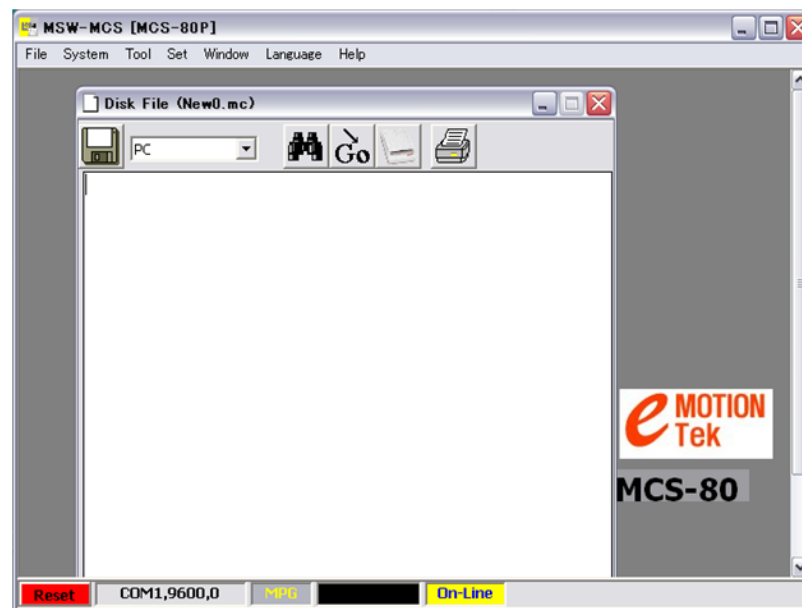 MSW-MCS [MCS-80P]
File System Tool Set Window Language Help
Disk File (New0.mc)
PC
Go
e MOTION
Tek
MCS-80
Reset COM1,9600,0 MPG On-Line